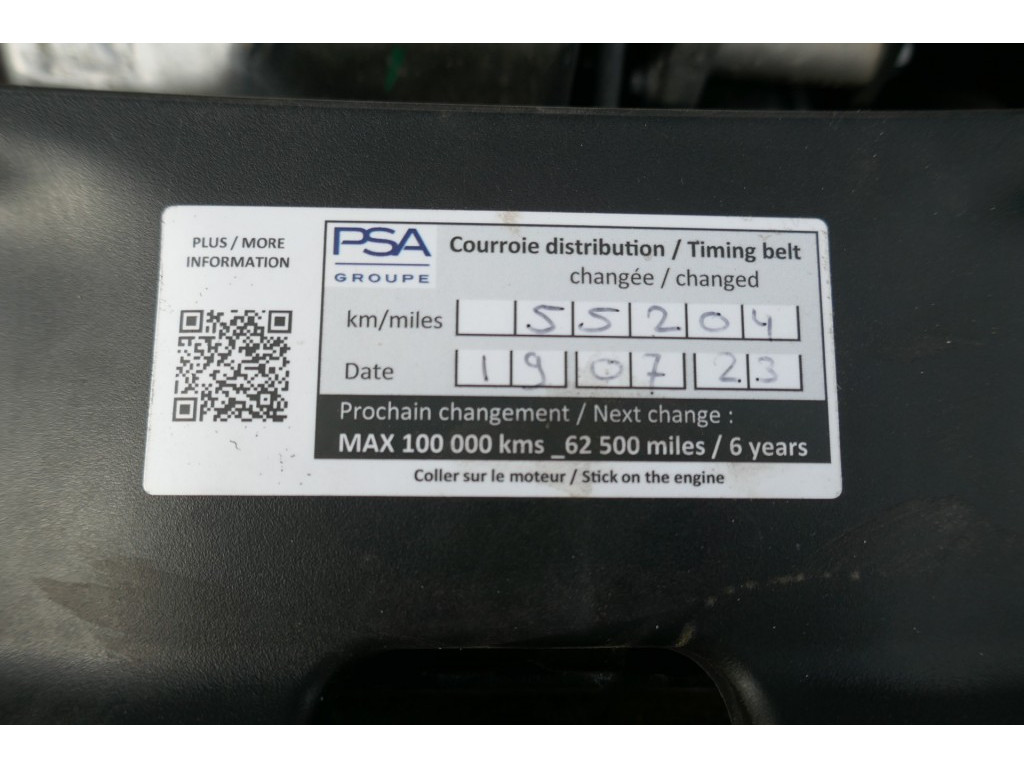 PLUS / MORE
INFORMATION
PSA
GROUPE
Courroie distribution / Timing belt
changée / changed
km/miles 55204
Date 19 07 23
Prochain changement / Next change :
MAX 100 000 kms _62 500 miles / 6 years
Coller sur le moteur / Stick on the engine